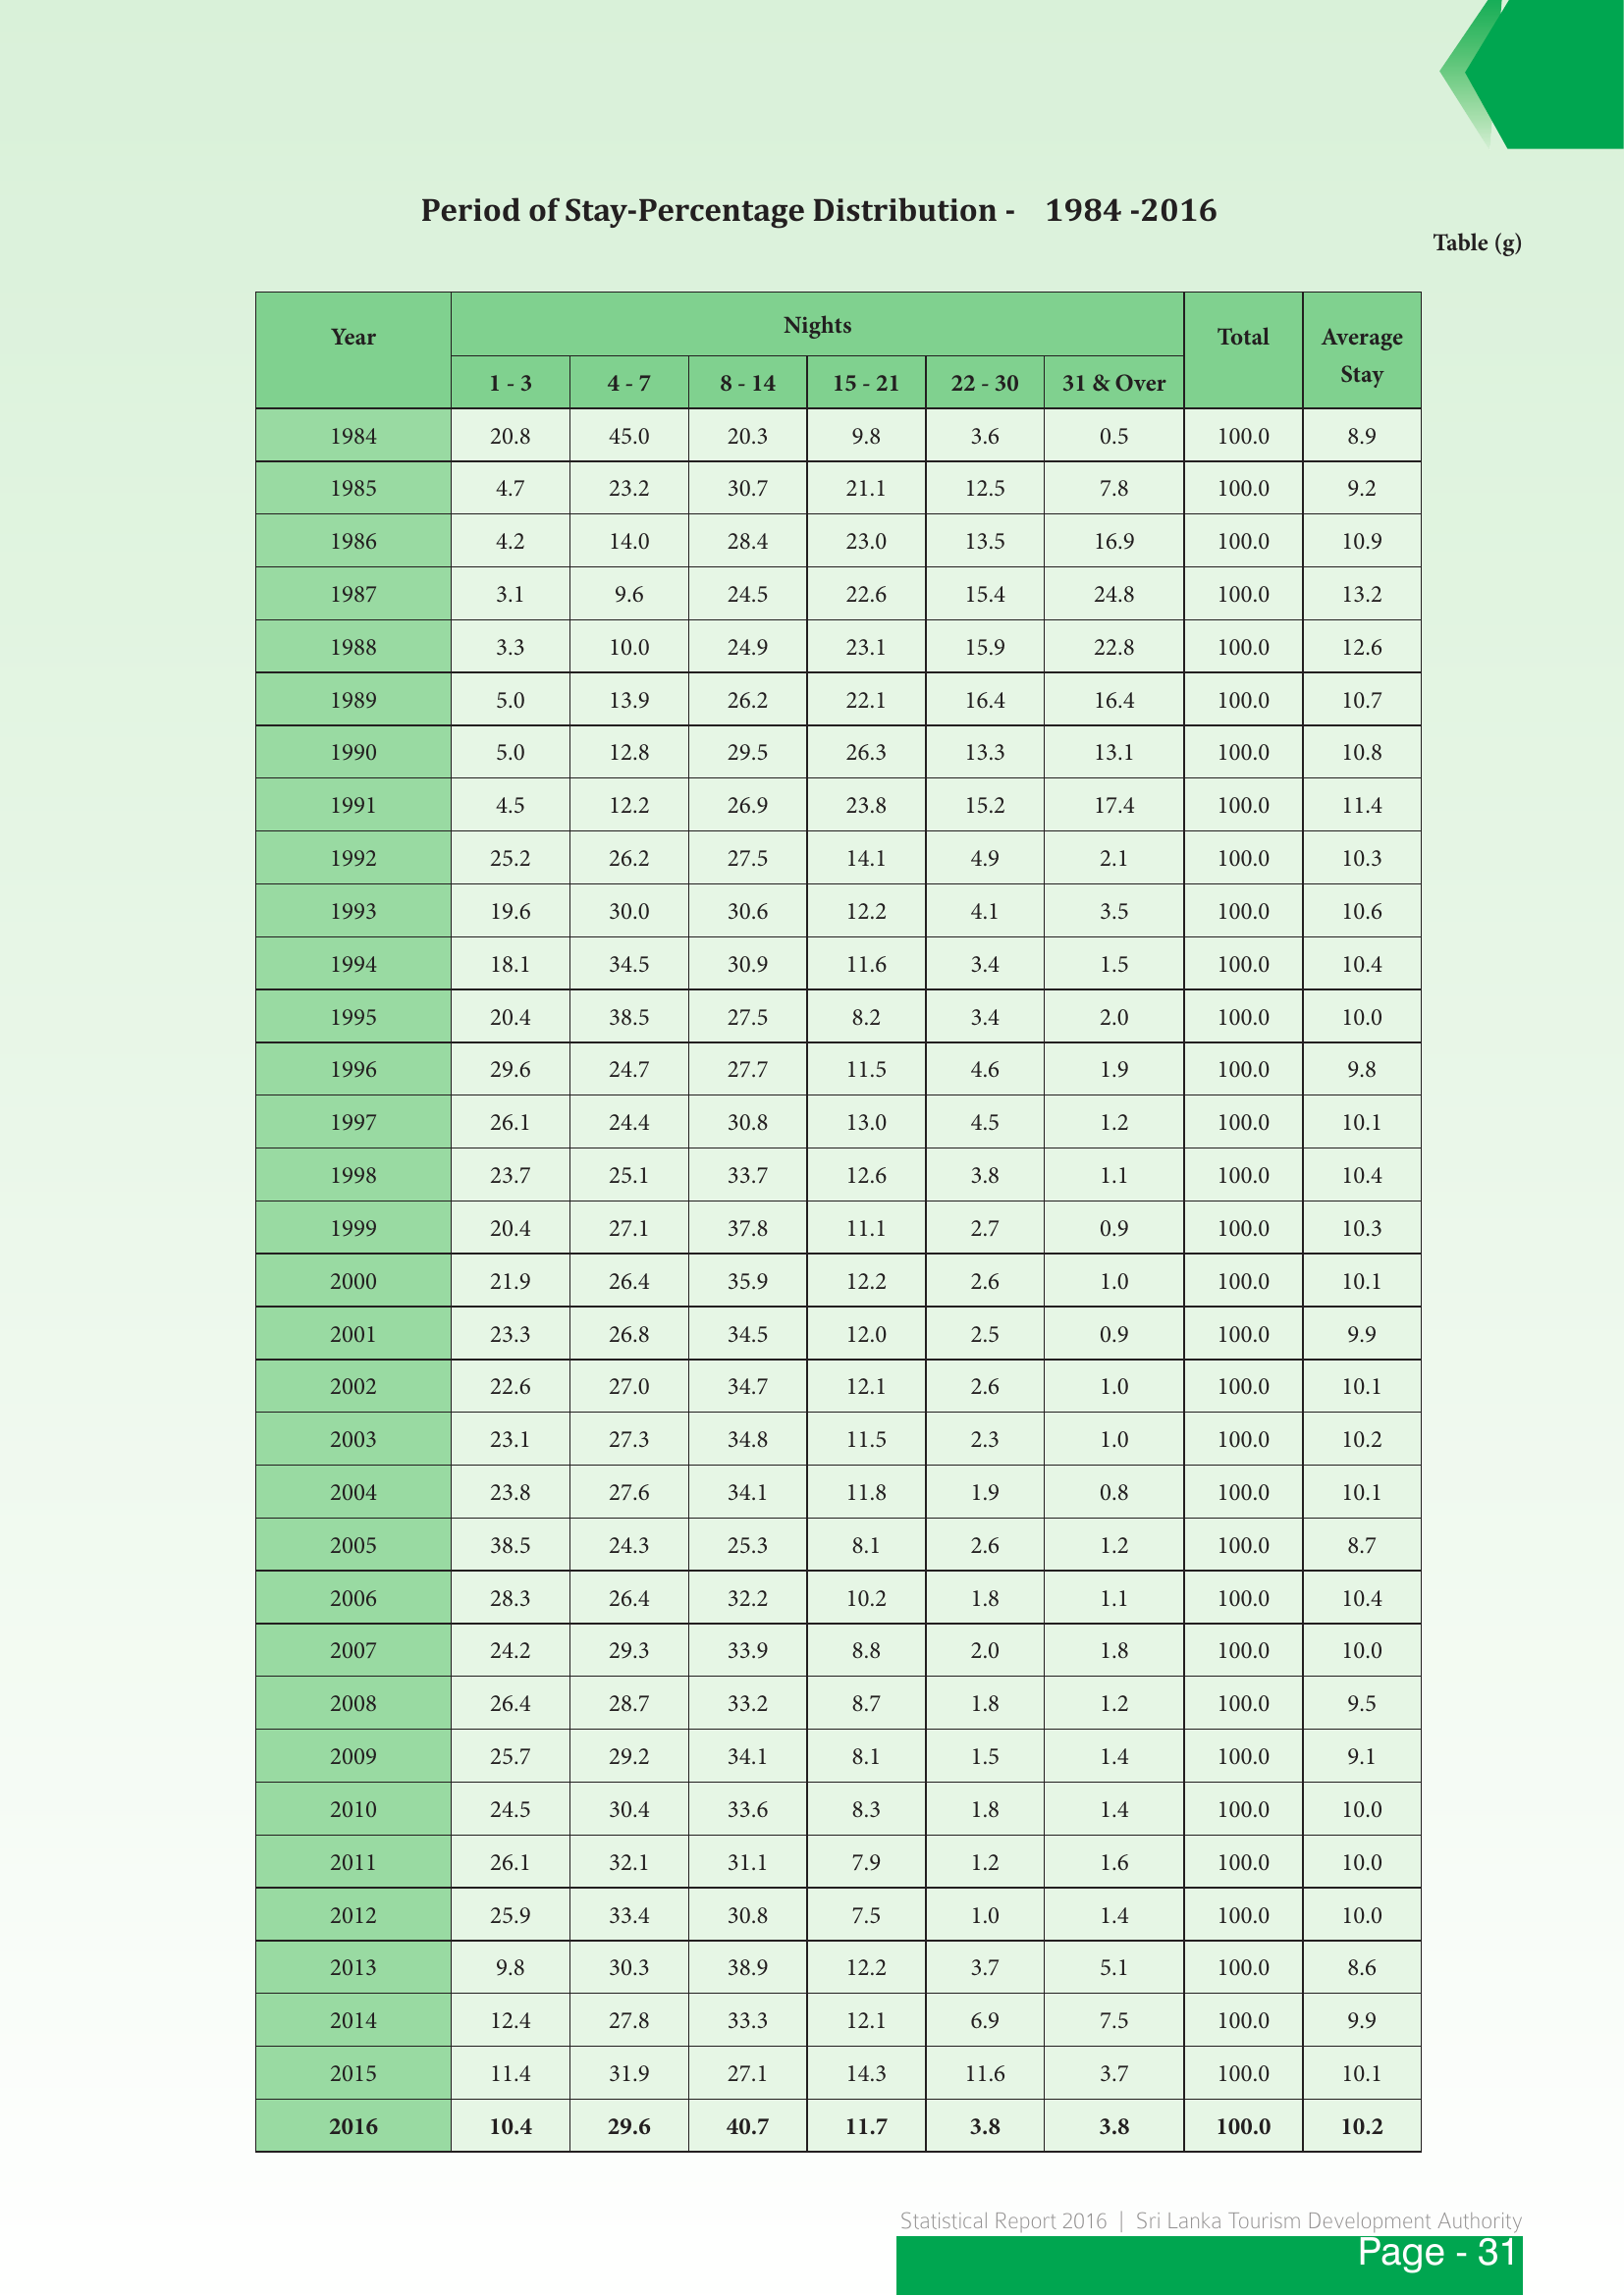 Period of Stay-Percentage Distribution - 1984 -2016
Table (g)
Year Nights Total Average Stay
1 - 3 4 - 7 8 - 14 15 - 21 22 - 30 31 & Over
1984 20.8 45.0 20.3 9.8 3.6 0.5 100.0 8.9
1985 4.7 23.2 30.7 21.1 12.5 7.8 100.0 9.2
1986 4.2 14.0 28.4 23.0 13.5 16.9 100.0 10.9
1987 3.1 9.6 24.5 22.6 15.4 24.8 100.0 13.2
1988 3.3 10.0 24.9 23.1 15.9 22.8 100.0 12.6
1989 5.0 13.9 26.2 22.1 16.4 16.4 100.0 10.7
1990 5.0 12.8 29.5 26.3 13.3 13.1 100.0 10.8
1991 4.5 12.2 26.9 23.8 15.2 17.4 100.0 11.4
1992 25.2 26.2 27.5 14.1 4.9 2.1 100.0 10.3
1993 19.6 30.0 30.6 12.2 4.1 3.5 100.0 10.6
1994 18.1 34.5 30.9 11.6 3.4 1.5 100.0 10.4
1995 20.4 38.5 27.5 8.2 3.4 2.0 100.0 10.0
1996 29.6 24.7 27.7 11.5 4.6 1.9 100.0 9.8
1997 26.1 24.4 30.8 13.0 4.5 1.2 100.0 10.1
1998 23.7 25.1 33.7 12.6 3.8 1.1 100.0 10.4
1999 20.4 27.1 37.8 11.1 2.7 0.9 100.0 10.3
2000 21.9 26.4 35.9 12.2 2.6 1.0 100.0 10.1
2001 23.3 26.8 34.5 12.0 2.5 0.9 100.0 9.9
2002 22.6 27.0 34.7 12.1 2.6 1.0 100.0 10.1
2003 23.1 27.3 34.8 11.5 2.3 1.0 100.0 10.2
2004 23.8 27.6 34.1 11.8 1.9 0.8 100.0 10.1
2005 38.5 24.3 25.3 8.1 2.6 1.2 100.0 8.7
2006 28.3 26.4 32.2 10.2 1.8 1.1 100.0 10.4
2007 24.2 29.3 33.9 8.8 2.0 1.8 100.0 10.0
2008 26.4 28.7 33.2 8.7 1.8 1.2 100.0 9.5
2009 25.7 29.2 34.1 8.1 1.5 1.4 100.0 9.1
2010 24.5 30.4 33.6 8.3 1.8 1.4 100.0 10.0
2011 26.1 32.1 31.1 7.9 1.2 1.6 100.0 10.0
2012 25.9 33.4 30.8 7.5 1.0 1.4 100.0 10.0
2013 9.8 30.3 38.9 12.2 3.7 5.1 100.0 8.6
2014 12.4 27.8 33.3 12.1 6.9 7.5 100.0 9.9
2015 11.4 31.9 27.1 14.3 11.6 3.7 100.0 10.1
2016 10.4 29.6 40.7 11.7 3.8 3.8 100.0 10.2
Statistical Report 2016 | Sri Lanka Tourism Development Authority
Page - 31